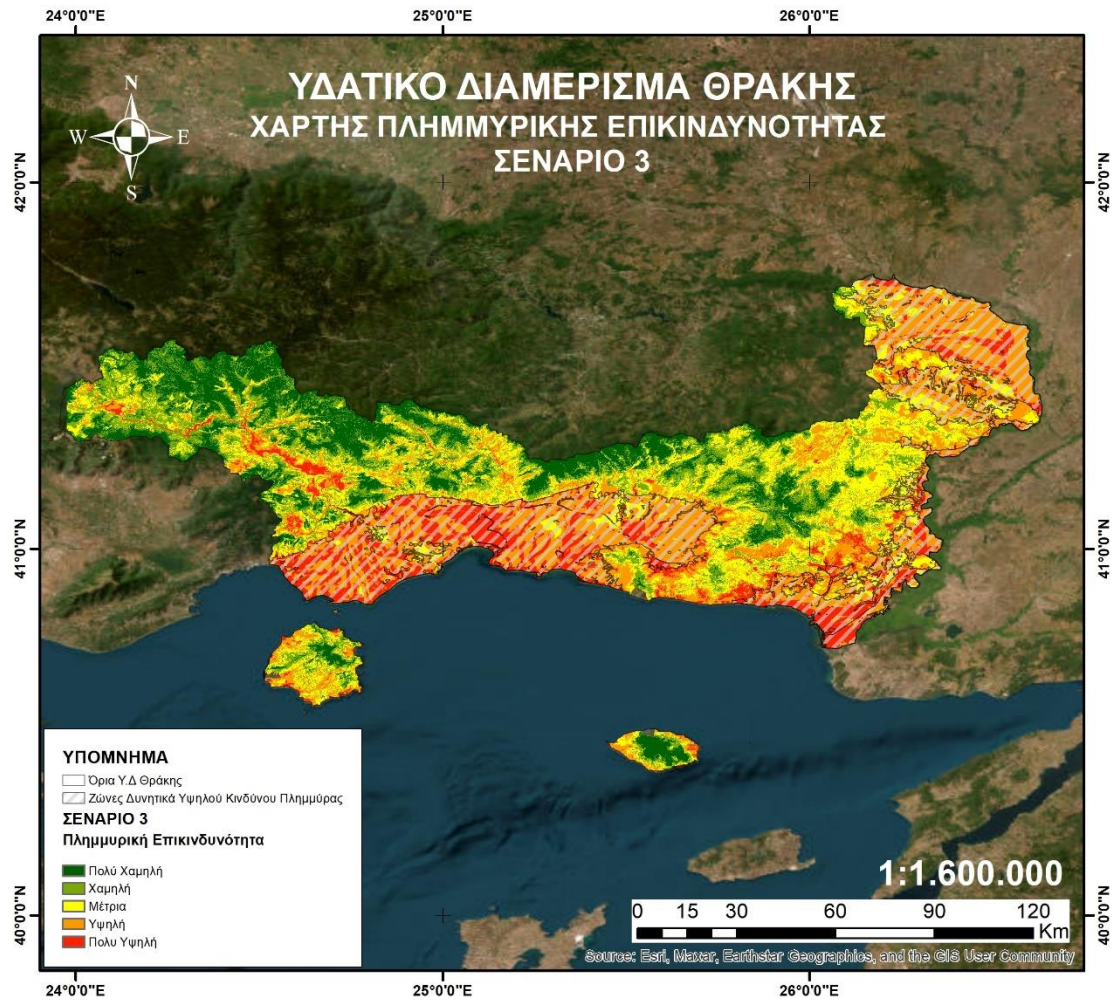 24°0'0"E 25°0'0"E 26°0'0"E
N
W E
S
ΥΔΑΤΙΚΟ ΔΙΑΜΕΡΙΣΜΑ ΘΡΑΚΗΣ
ΧΑΡΤΗΣ ΠΛΗΜΜΥΡΙΚΗΣ ΕΠΙΚΙΝΔΥΝΟΤΗΤΑΣ
ΣΕΝΑΡΙΟ 3
42°0'0"N 42°0'0"N
41°0'0"N 41°0'0"N
40°0'0"N 40°0'0"N
ΥΠΟΜΝΗΜΑ
Όρια Υ.Δ Θράκης
Ζώνες Δυνητικά Υψηλού Κινδύνου Πλημμύρας
ΣΕΝΑΡΙΟ 3
Πλημμυρική Επικινδυνότητα
Πολύ Χαμηλή
Χαμηλή
Μέτρια
Υψηλή
Πολυ Υψηλή
1:1.600.000
0 15 30 60 90 120
Km
Source: Esri, Maxar, Earthstar Geographics, and the GIS User Community
24°0'0"E 25°0'0"E 26°0'0"E